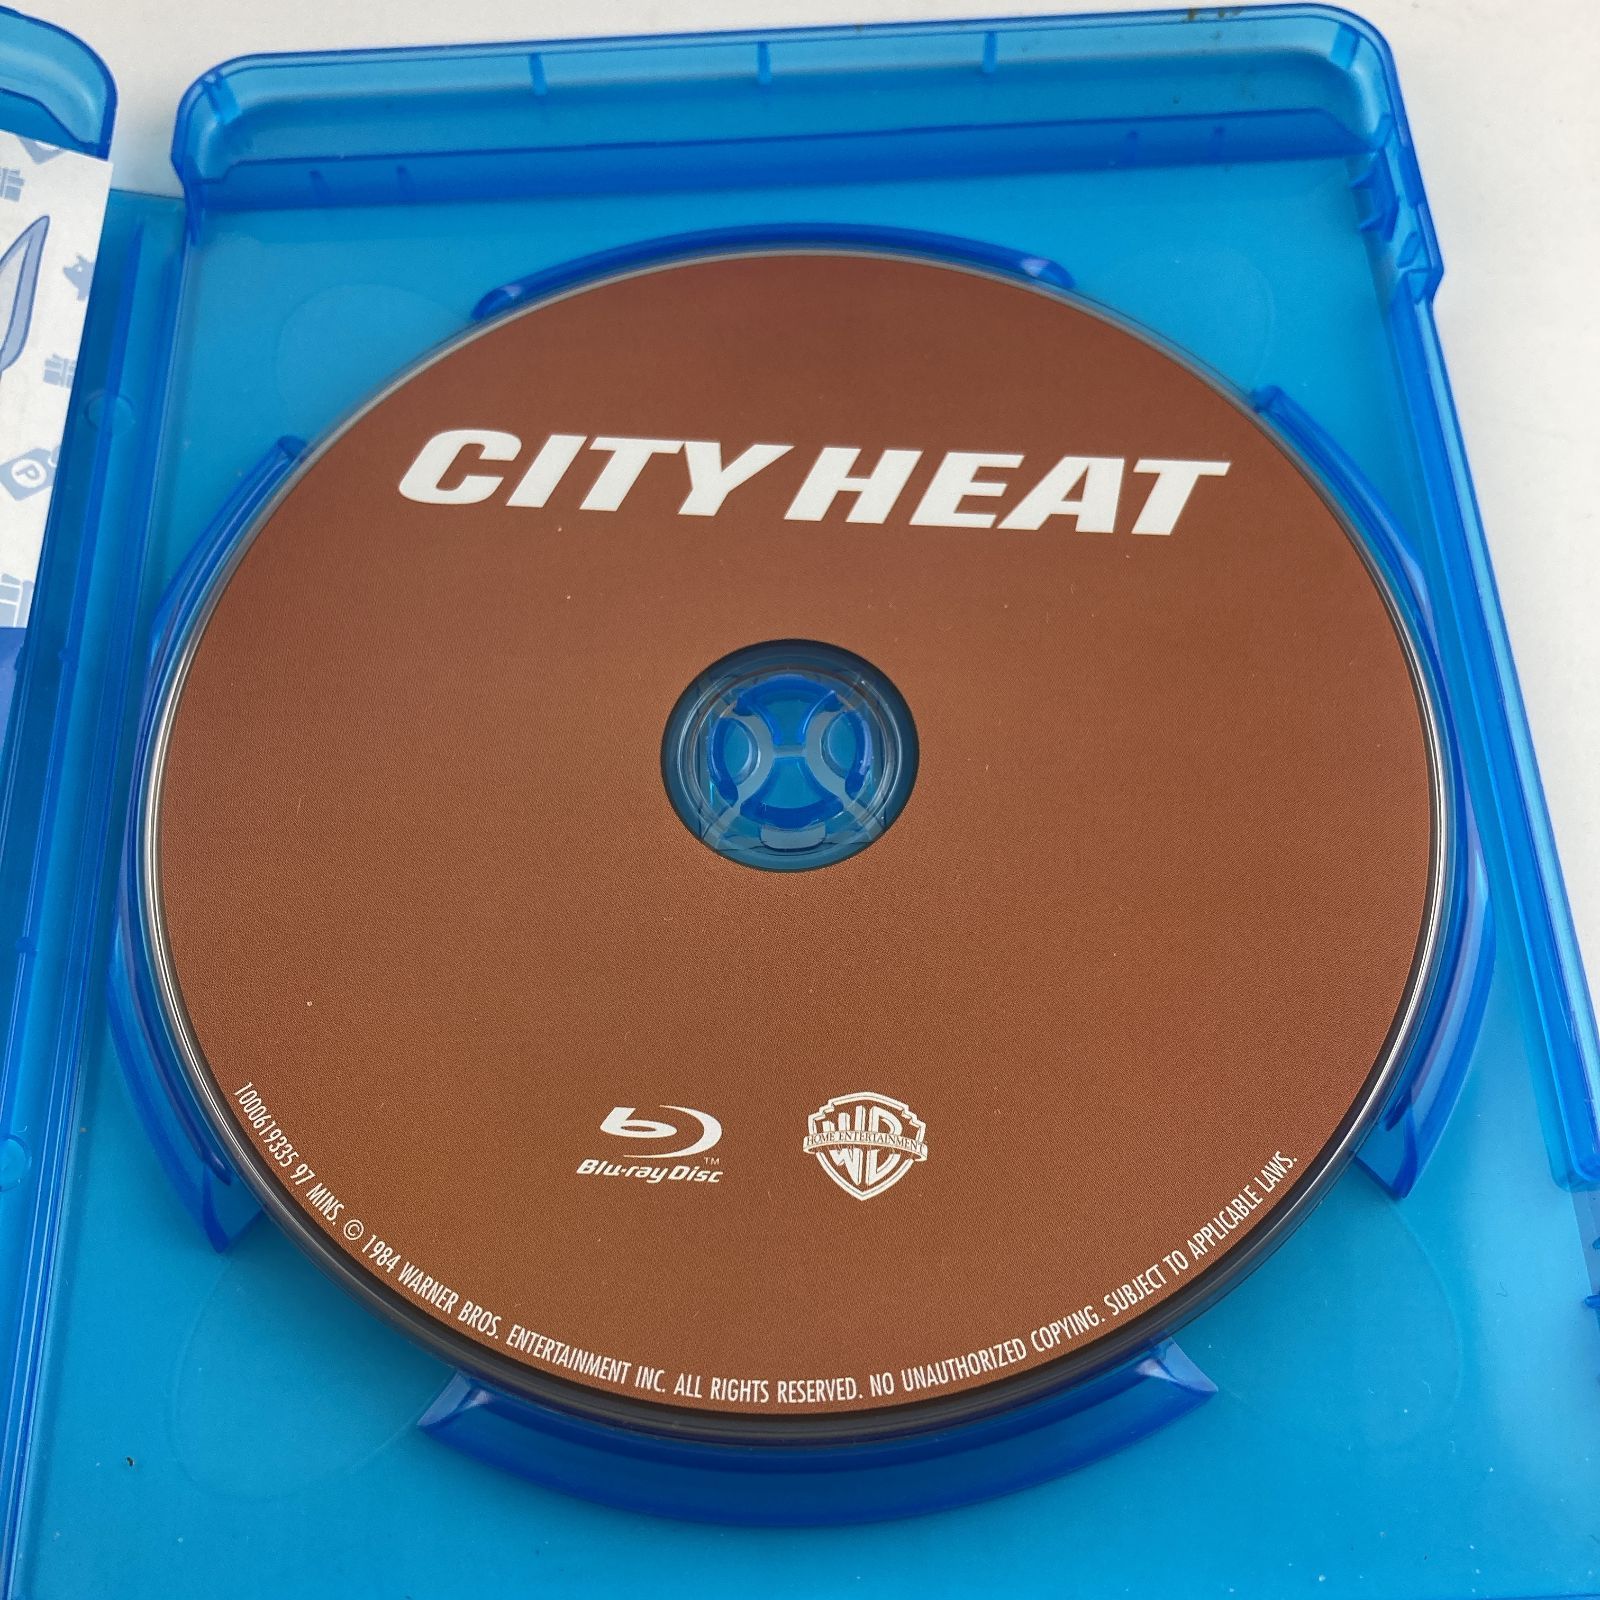 CITY HEAT
P
BLU-RAY DISC™
WB
HOME ENTERTAINMENT
1000619335 97 MINS. © 1984 WARNER BROS. ENTERTAINMENT INC. ALL RIGHTS RESERVED. NO UNAUTHORIZED COPYING. SUBJECT TO APPLICABLE LAWS.